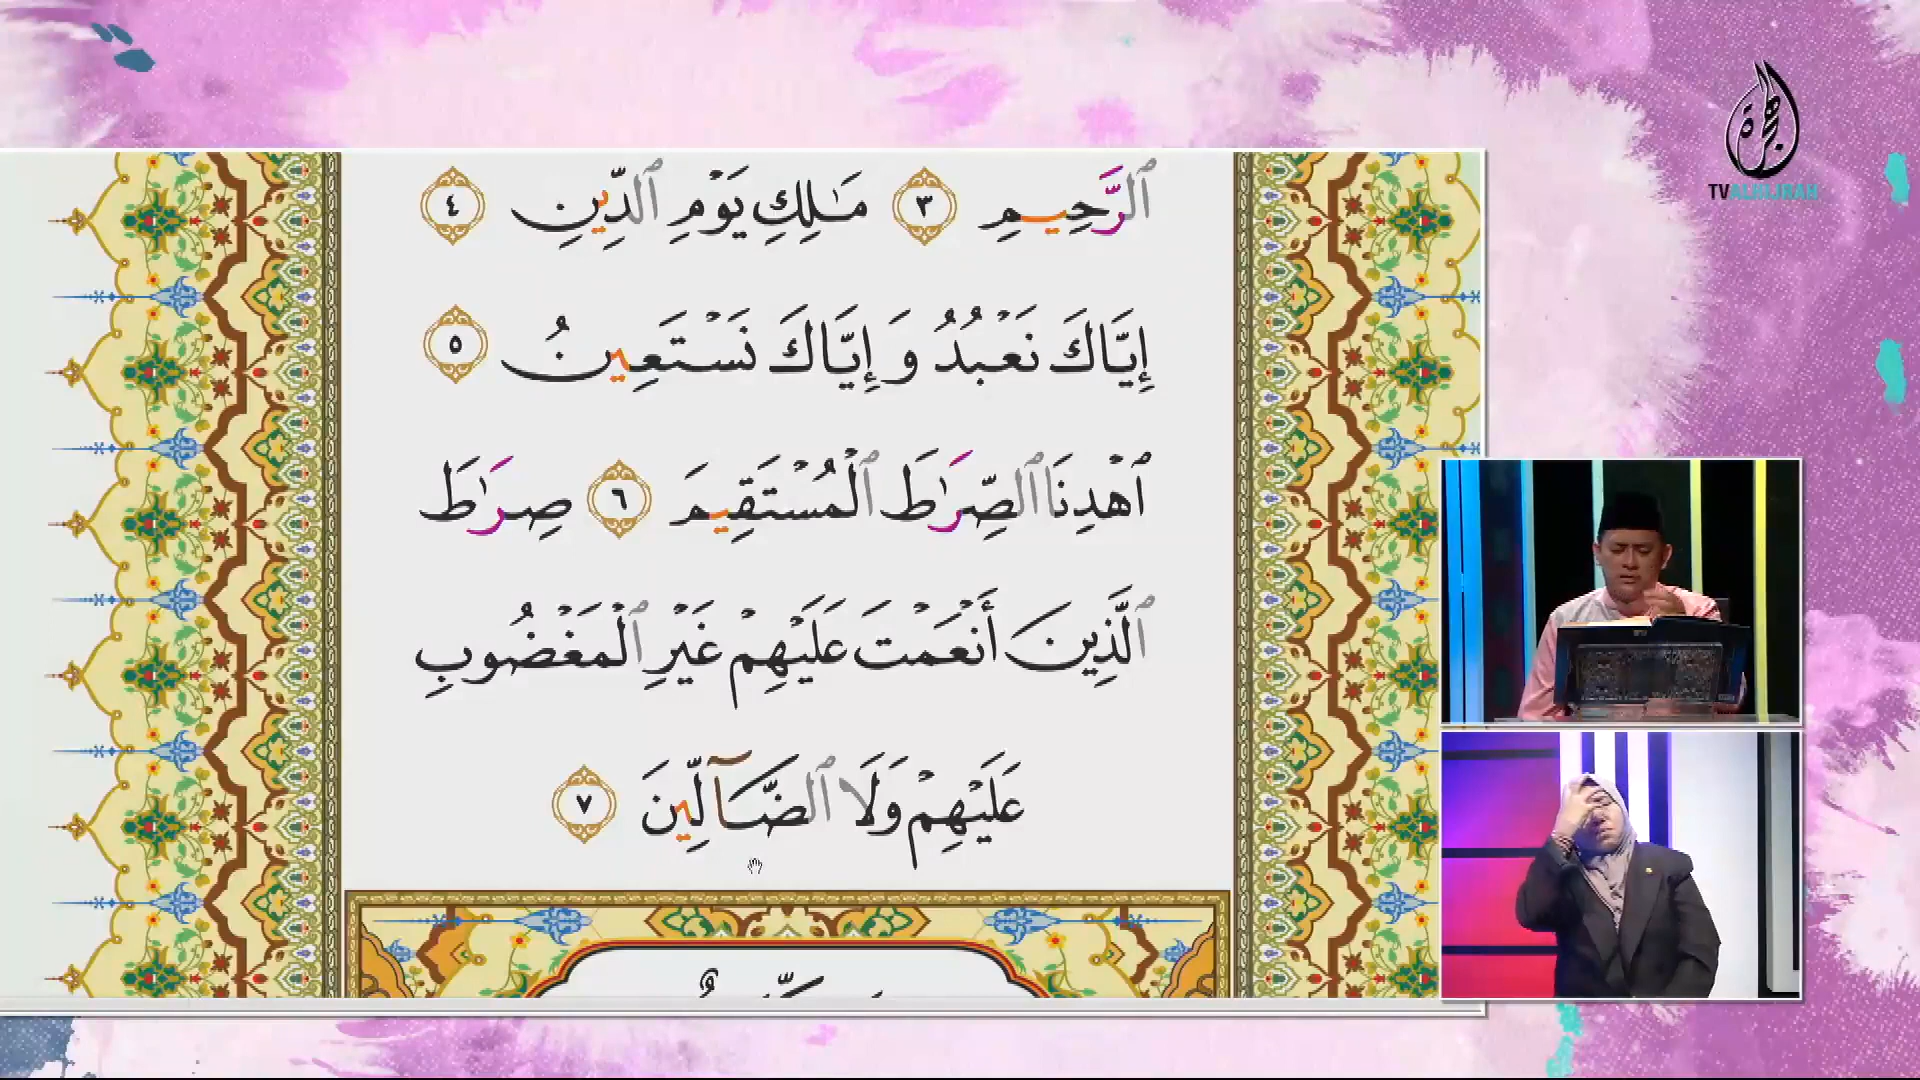 ٱلرَّحِيمِ ٣ مَـٰلِكِ يَوْمِ ٱلدِّينِ ٤
إِيَّاكَ نَعْبُدُ وَإِيَّاكَ نَسْتَعِينُ ٥
ٱهْدِنَا ٱلصِّرَٰطَ ٱلْمُسْتَقِيمَ ٦ صِرَٰطَ
ٱلَّذِينَ أَنْعَمْتَ عَلَيْهِمْ غَيْرِ ٱلْمَغْضُوبِ
عَلَيْهِمْ وَلَا ٱلضَّآلِّينَ ٧
TVALHIJRAH